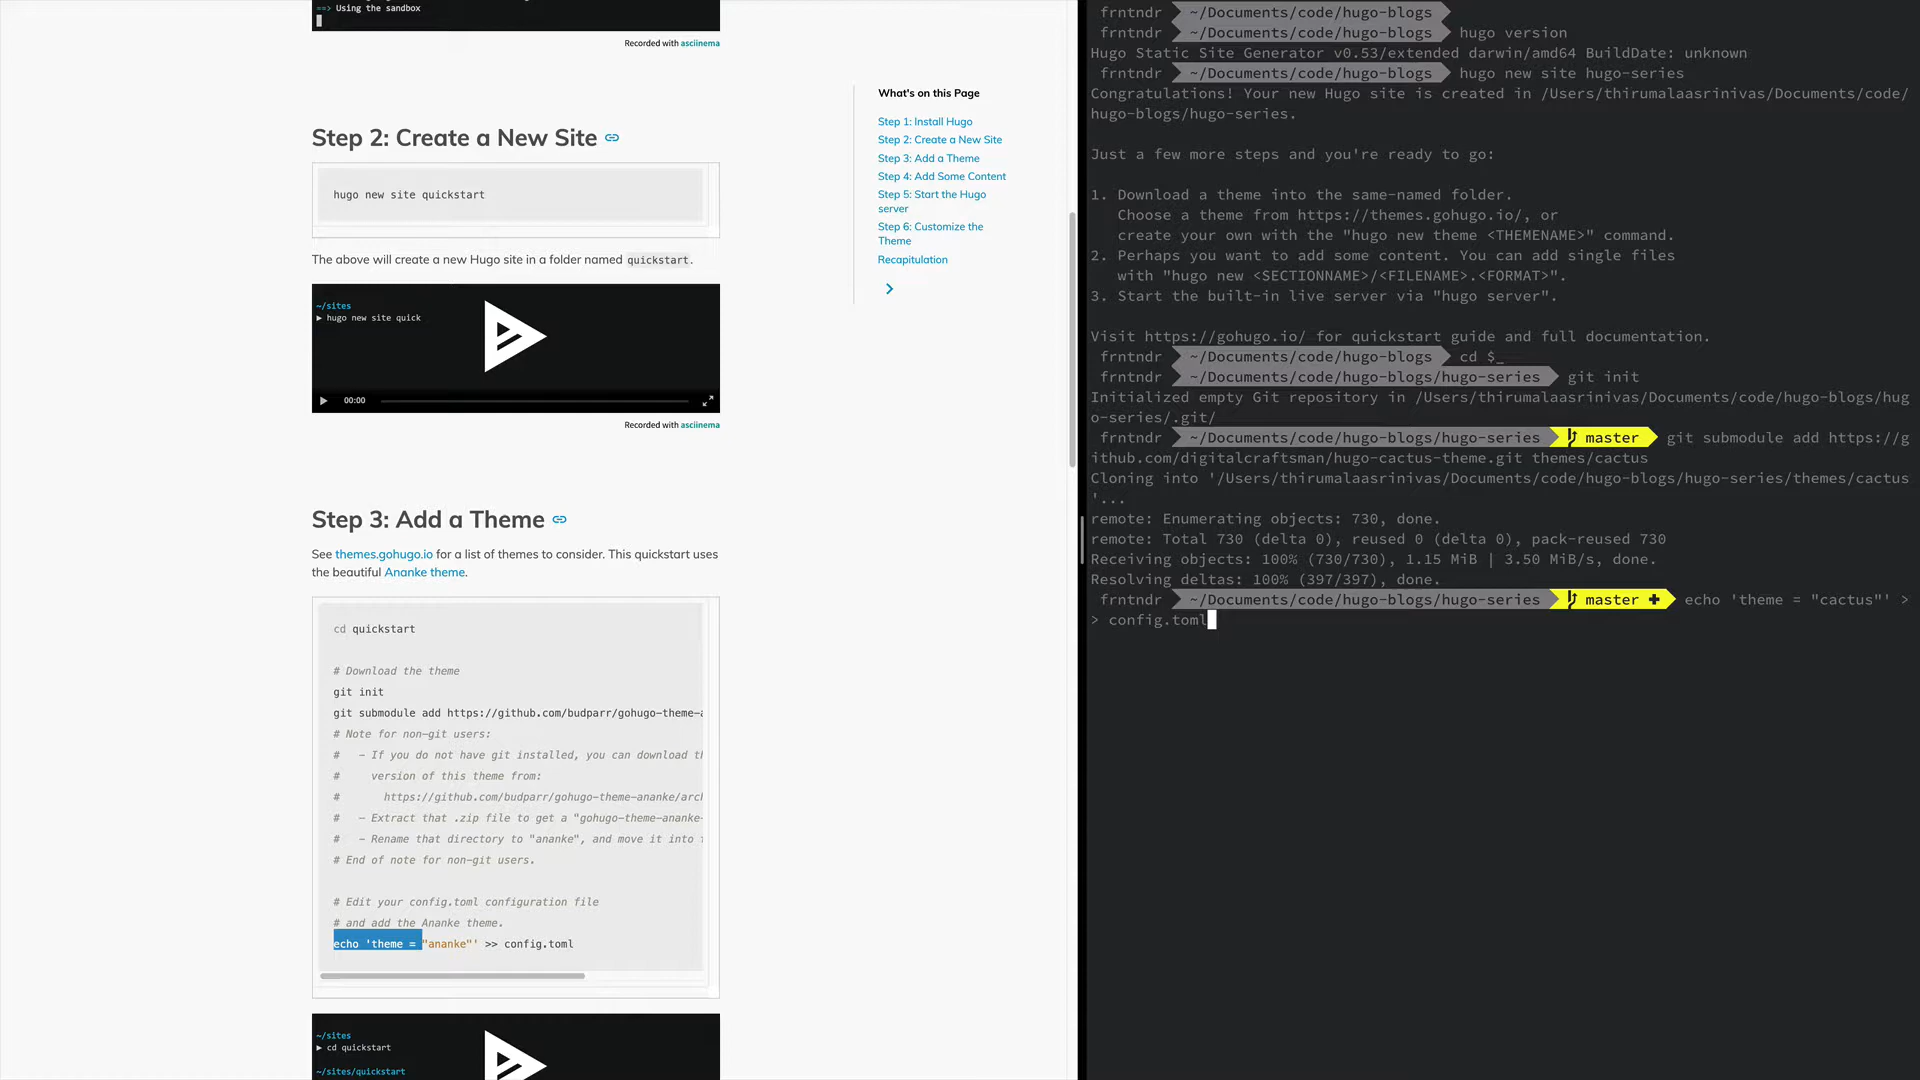 ==> Using the sandbox
Recorded with asciinema
Step 2: Create a New Site
hugo new site quickstart
The above will create a new Hugo site in a folder named quickstart.
~/sites
▶ hugo new site quick
00:00
Recorded with asciinema
Step 3: Add a Theme
See themes.gohugo.io for a list of themes to consider. This quickstart uses
the beautiful Ananke theme.
cd quickstart
# Download the theme
git init
git submodule add https://github.com/budparr/gohugo-theme-a
# Note for non-git users:
#   - If you do not have git installed, you can download th
#     version of this theme from:
#       https://github.com/budparr/gohugo-theme-ananke/arc
#   - Extract that .zip file to get a "gohugo-theme-ananke-
#   - Rename that directory to "ananke", and move it into t
# End of note for non-git users.
# Edit your config.toml configuration file
# and add the Ananke theme.
echo 'theme = "ananke"' >> config.toml
~/sites
▶ cd quickstart
~/sites/quickstart
What's on this Page
Step 1: Install Hugo
Step 2: Create a New Site
Step 3: Add a Theme
Step 4: Add Some Content
Step 5: Start the Hugo
server
Step 6: Customize the
Theme
Recapitulation
frntndr ~/Documents/code/hugo-blogs
frntndr ~/Documents/code/hugo-blogs hugo version
Hugo Static Site Generator v0.53/extended darwin/amd64 BuildDate: unknown
frntndr ~/Documents/code/hugo-blogs hugo new site hugo-series
Congratulations! Your new Hugo site is created in /Users/thirumalaasrinivas/Documents/code/
hugo-blogs/hugo-series.
Just a few more steps and you're ready to go:
1. Download a theme into the same-named folder.
Choose a theme from https://themes.gohugo.io/, or
create your own with the "hugo new theme <THEMENAME>" command.
2. Perhaps you want to add some content. You can add single files
with "hugo new <SECTIONNAME>/<FILENAME>.<FORMAT>".
3. Start the built-in live server via "hugo server".
Visit https://gohugo.io/ for quickstart guide and full documentation.
frntndr ~/Documents/code/hugo-blogs cd $_
frntndr ~/Documents/code/hugo-blogs/hugo-series git init
Initialized empty Git repository in /Users/thirumalaasrinivas/Documents/code/hugo-blogs/hug
o-series/.git/
frntndr ~/Documents/code/hugo-blogs/hugo-series master git submodule add https://g
ithub.com/digitalcraftsman/hugo-cactus-theme.git themes/cactus
Cloning into '/Users/thirumalaasrinivas/Documents/code/hugo-blogs/hugo-series/themes/cactus
'...
remote: Enumerating objects: 730, done.
remote: Total 730 (delta 0), reused 0 (delta 0), pack-reused 730
Receiving objects: 100% (730/730), 1.15 MiB | 3.50 MiB/s, done.
Resolving deltas: 100% (397/397), done.
frntndr ~/Documents/code/hugo-blogs/hugo-series master ✚ echo 'theme = "cactus"' >
> config.toml